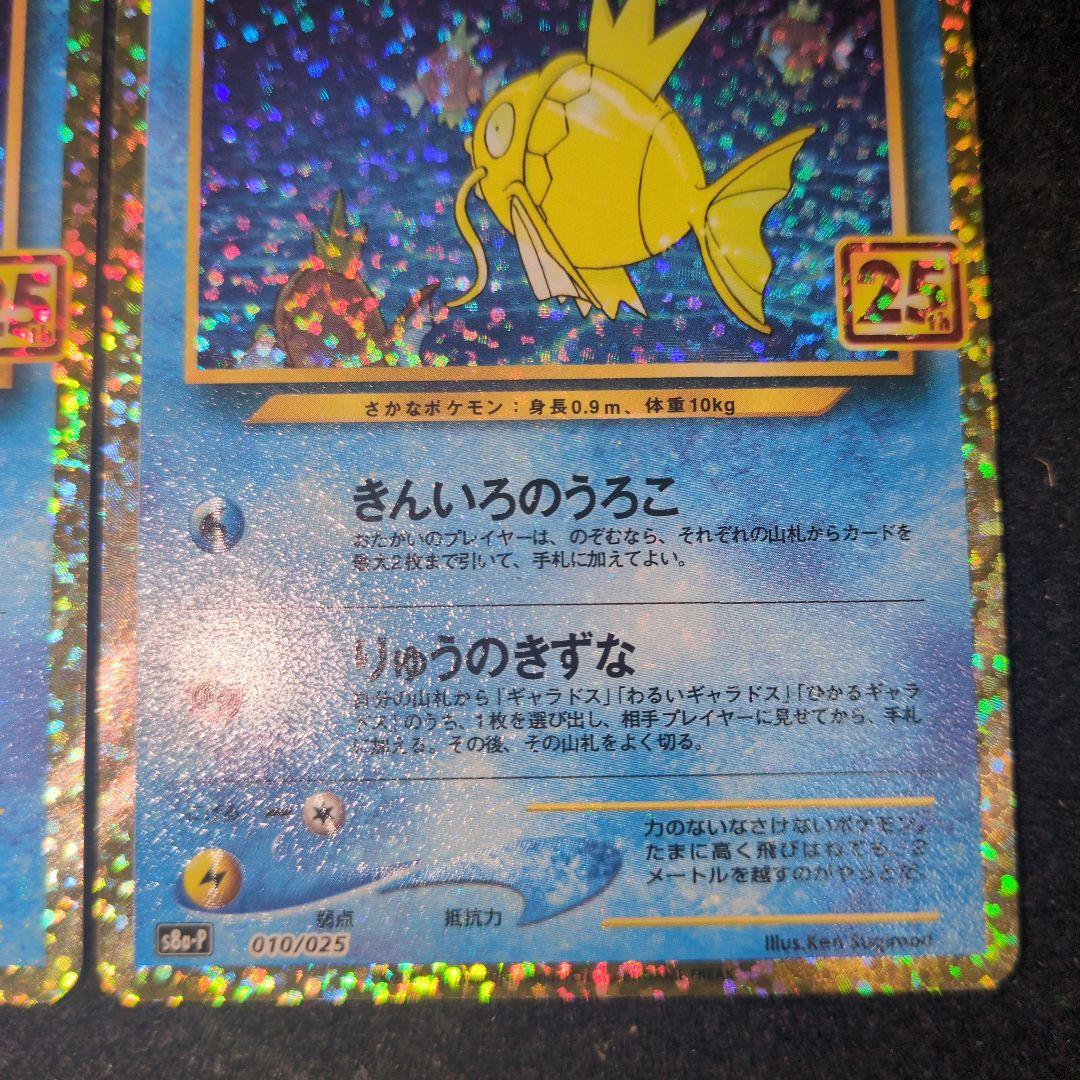 25th
25th
さかなポケモン：身長0.9m、体重10kg
きんいろのうろこ
おたがいのプレイヤーは、のぞむなら、それぞれの山札からカードを
最大2枚まで引いて、手札に加えてよい。
りゅうのきずな
自分の山札から「ギャラドス」「わるいギャラドス」「ひかるギャラ
ドス」のうち、1枚を選び出し、相手プレイヤーに見せてから、手札
に加える。その後、その山札をよく切る。
力のないなさけないポケモン。
たまに高く飛びはねても、2
メートルを越すのがやっとだ。
弱点 抵抗力
s8a-P 010/025 Illus.Ken Sugimori
FREAK